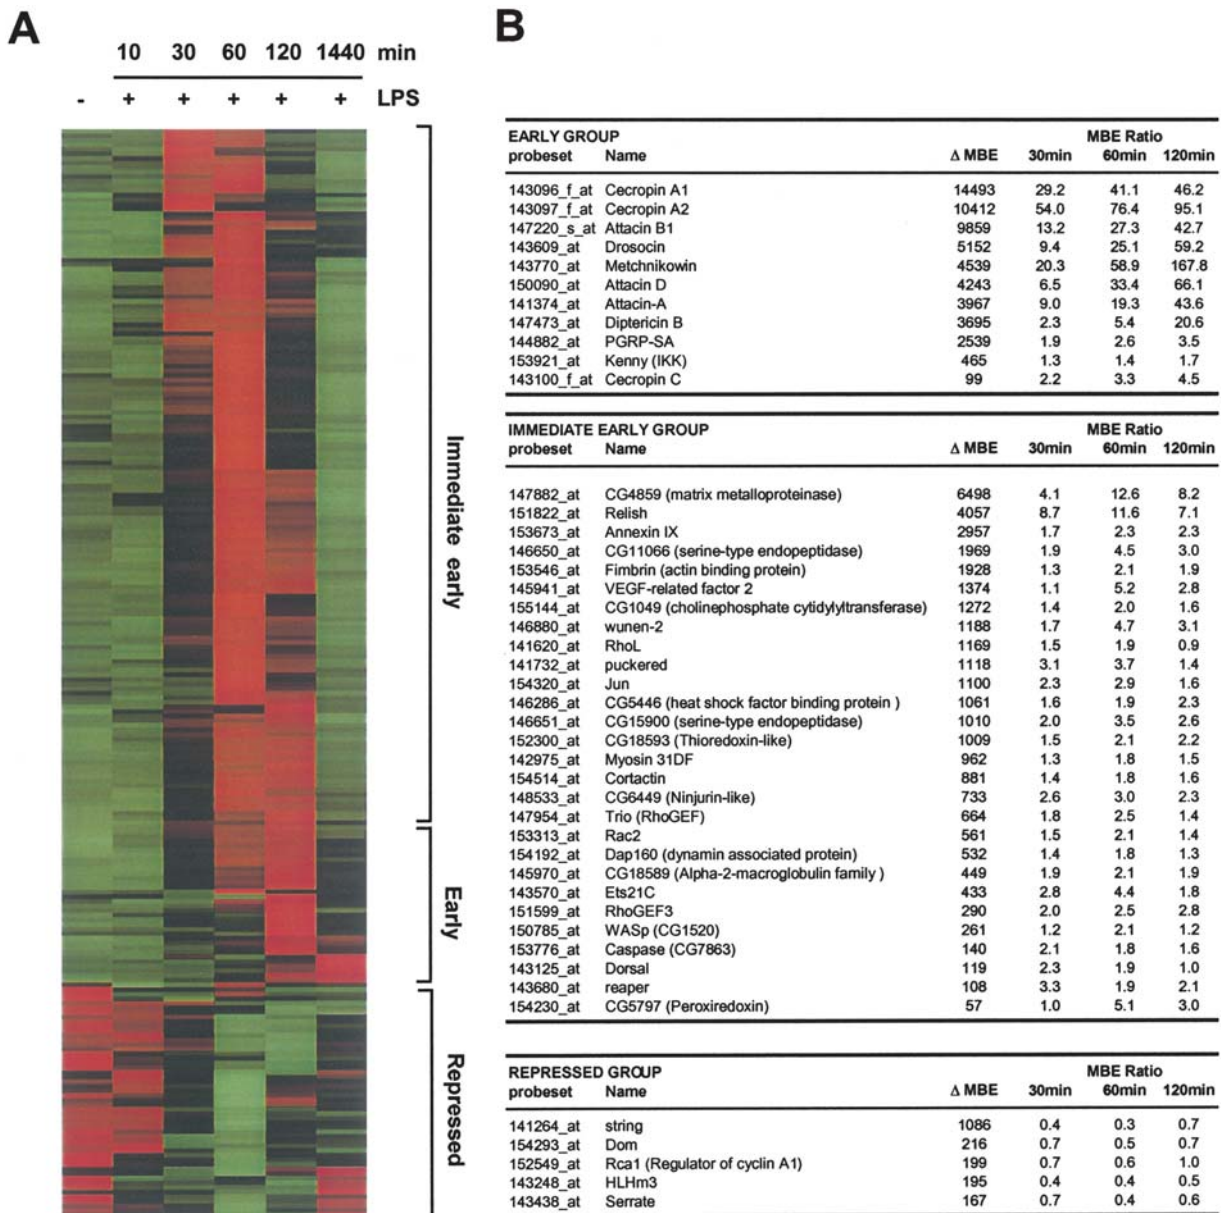 A
10 30 60 120 1440 min
- + + + + + LPS
Immediate early
Early
Repressed
B
EARLY GROUP MBE Ratio
probeset Name Δ MBE 30min 60min 120min
143096_f_at Cecropin A1 14493 29.2 41.1 46.2
143097_f_at Cecropin A2 10412 54.0 76.4 95.1
147220_s_at Attacin B1 9859 13.2 27.3 42.7
143609_at Drosocin 5152 9.4 25.1 59.2
143770_at Metchnikowin 4539 20.3 58.9 167.8
150090_at Attacin D 4243 6.5 33.4 66.1
141374_at Attacin-A 3967 9.0 19.3 43.6
147473_at Diptericin B 3695 2.3 5.4 20.6
144882_at PGRP-SA 2539 1.9 2.6 3.5
153921_at Kenny (IKK) 465 1.3 1.4 1.7
143100_f_at Cecropin C 99 2.2 3.3 4.5
IMMEDIATE EARLY GROUP MBE Ratio
probeset Name Δ MBE 30min 60min 120min
147882_at CG4859 (matrix metalloproteinase) 6498 4.1 12.6 8.2
151822_at Relish 4057 8.7 11.6 7.1
153673_at Annexin IX 2957 1.7 2.3 2.3
146650_at CG11066 (serine-type endopeptidase) 1969 1.9 4.5 3.0
153546_at Fimbrin (actin binding protein) 1928 1.3 2.1 1.9
145941_at VEGF-related factor 2 1374 1.1 5.2 2.8
155144_at CG1049 (cholinephosphate cytidylyltransferase) 1272 1.4 2.0 1.6
146880_at wunen-2 1188 1.7 4.7 3.1
141620_at RhoL 1169 1.5 1.9 0.9
141732_at puckered 1118 3.1 3.7 1.4
154320_at Jun 1100 2.3 2.9 1.6
146286_at CG5446 (heat shock factor binding protein ) 1061 1.6 1.9 2.3
146651_at CG15900 (serine-type endopeptidase) 1010 2.0 3.5 2.6
152300_at CG18593 (Thioredoxin-like) 1009 1.5 2.1 2.2
142975_at Myosin 31DF 962 1.3 1.8 1.5
154514_at Cortactin 881 1.4 1.8 1.6
148533_at CG6449 (Ninjurin-like) 733 2.6 3.0 2.3
147954_at Trio (RhoGEF) 664 1.8 2.5 1.4
153313_at Rac2 561 1.5 2.1 1.4
154192_at Dap160 (dynamin associated protein) 532 1.4 1.8 1.3
145970_at CG18589 (Alpha-2-macroglobulin family ) 449 1.9 2.1 1.9
143570_at Ets21C 433 2.8 4.4 1.8
151599_at RhoGEF3 290 2.0 2.5 2.8
150785_at WASp (CG1520) 261 1.2 2.1 1.2
153776_at Caspase (CG7863) 140 2.1 1.8 1.6
143125_at Dorsal 119 2.3 1.9 1.0
143680_at reaper 108 3.3 1.9 2.1
154230_at CG5797 (Peroxiredoxin) 57 1.0 5.1 3.0
REPRESSED GROUP MBE Ratio
probeset Name Δ MBE 30min 60min 120min
141264_at string 1086 0.4 0.3 0.7
154293_at Dom 216 0.7 0.5 0.7
152549_at Rca1 (Regulator of cyclin A1) 199 0.7 0.6 1.0
143248_at HLHm3 195 0.4 0.4 0.5
143438_at Serrate 167 0.7 0.4 0.6